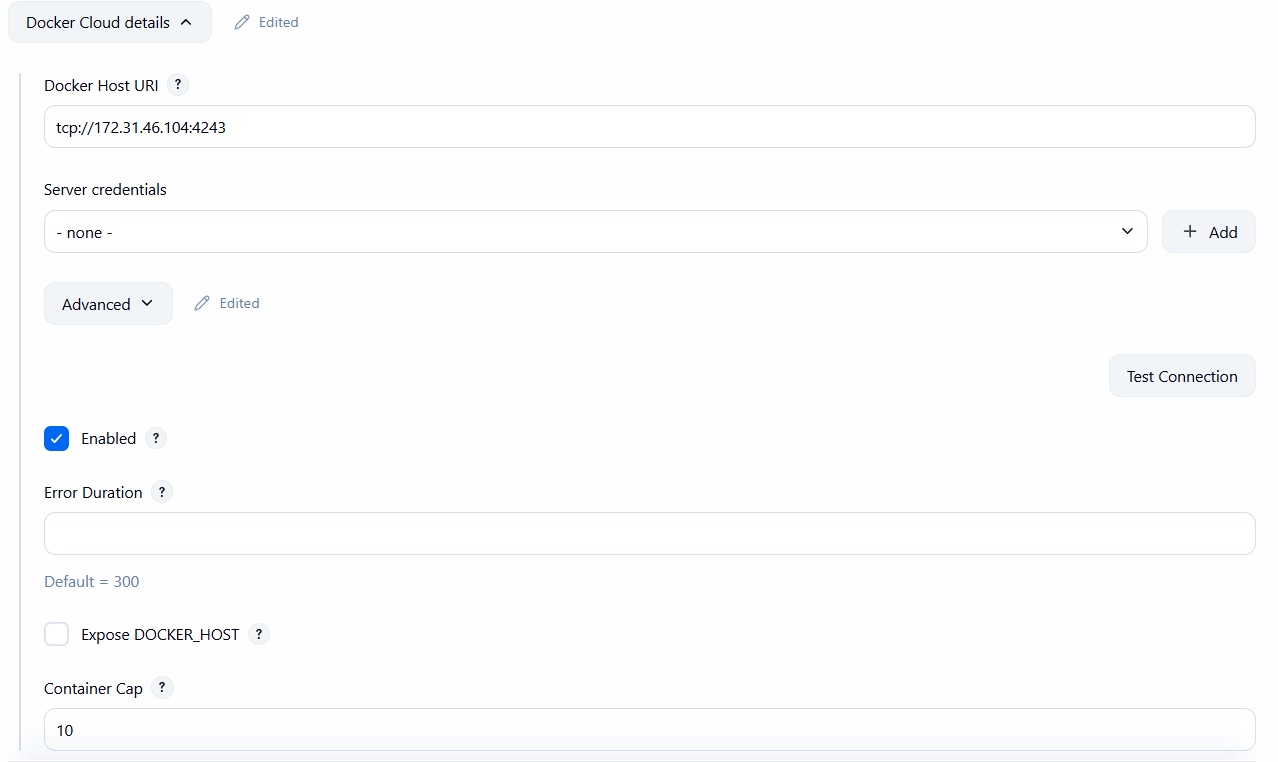 Docker Cloud details Edited
Docker Host URI ?
tcp://172.31.46.104:4243
Server credentials
- none - Add
Advanced Edited
Test Connection
Enabled ?
Error Duration ?
Default = 300
Expose DOCKER_HOST ?
Container Cap ?
10